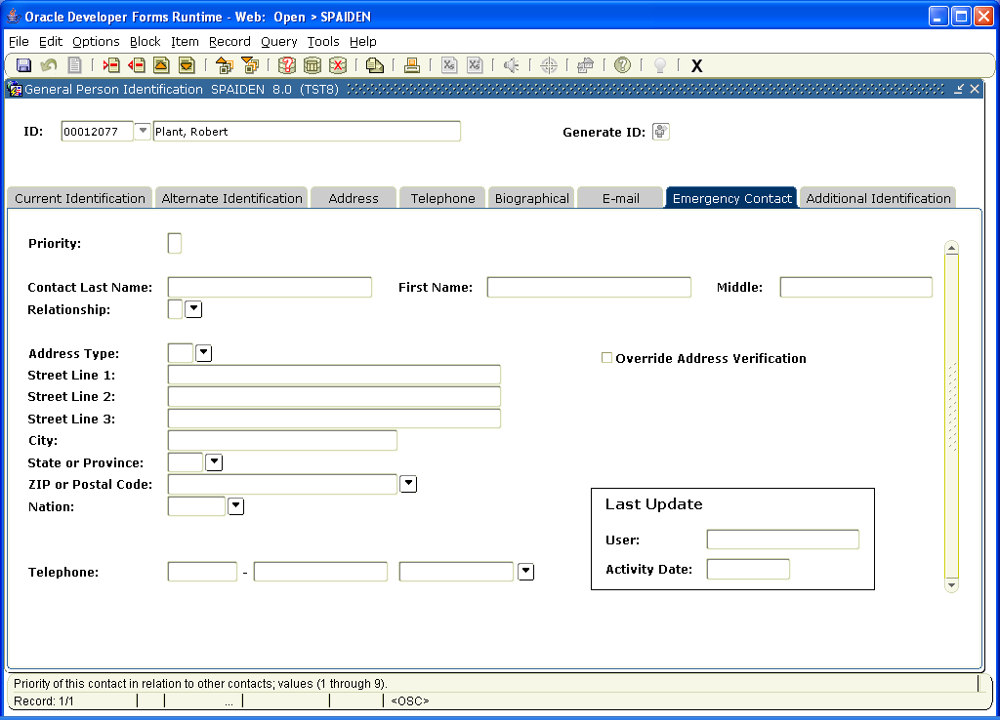 Oracle Developer Forms Runtime - Web: Open > SPAIDEN
File Edit Options Block Item Record Query Tools Help
X
General Person Identification SPAIDEN 8.0 (TST8)
ID: 00012077 Plant, Robert Generate ID:
Current Identification Alternate Identification Address Telephone Biographical E-mail Emergency Contact Additional Identification
Priority:
Contact Last Name: First Name: Middle:
Relationship:
Address Type:
Override Address Verification
Street Line 1:
Street Line 2:
Street Line 3:
City:
State or Province:
ZIP or Postal Code:
Nation:
Last Update
User:
Activity Date:
Telephone: -
Priority of this contact in relation to other contacts; values (1 through 9).
Record: 1/1 ... <OSC>